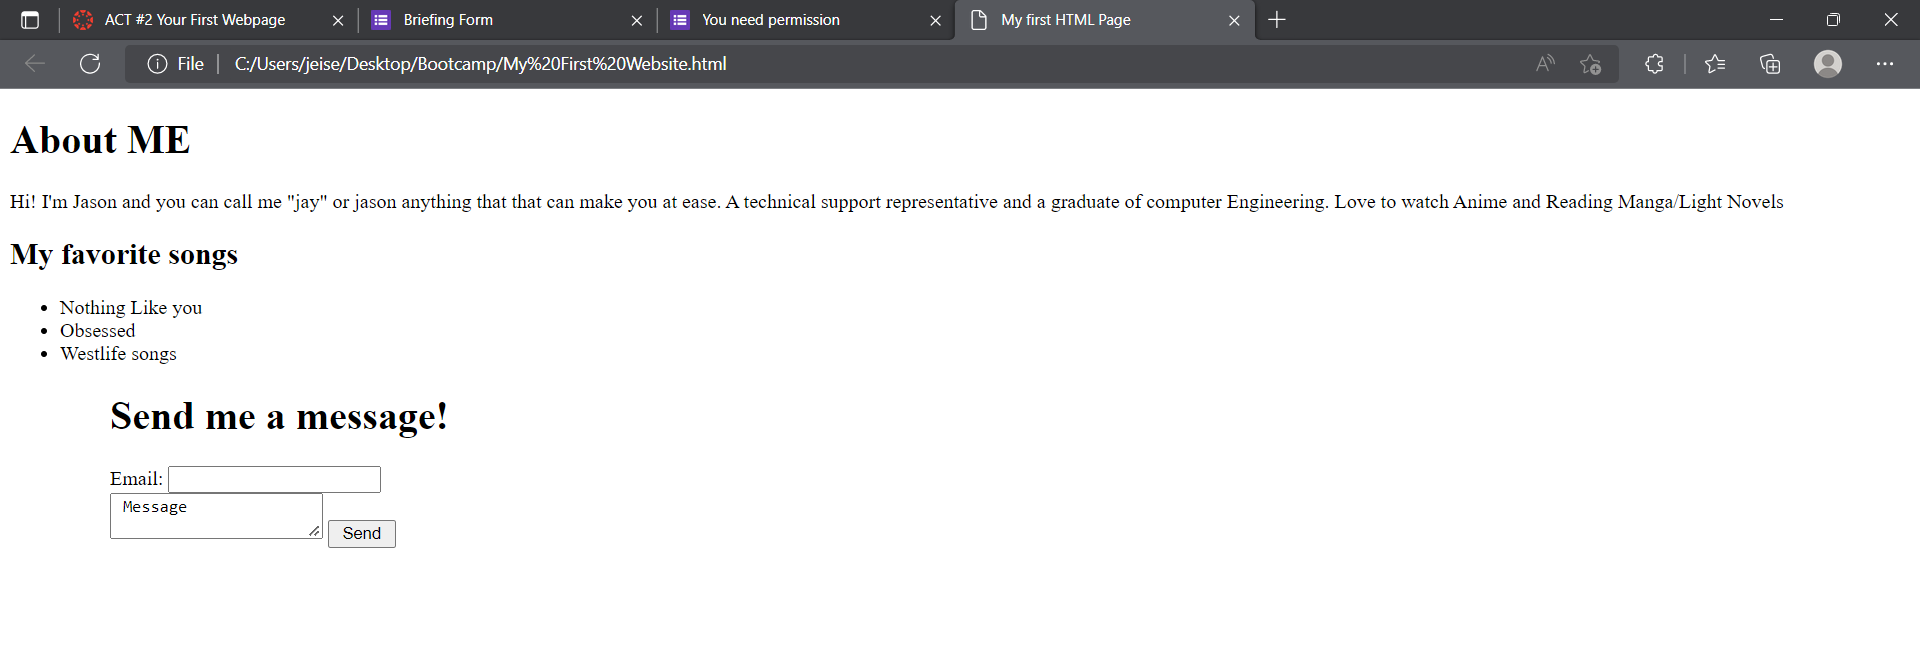 ACT #2 Your First Webpage
Briefing Form
You need permission
My first HTML Page
File
C:/Users/jeise/Desktop/Bootcamp/My%20First%20Website.html
About ME
Hi! I'm Jason and you can call me "jay" or jason anything that that can make you at ease. A technical support representative and a graduate of computer Engineering. Love to watch Anime and Reading Manga/Light Novels
My favorite songs
• Nothing Like you
• Obsessed
• Westlife songs
Send me a message!
Email:
Message
Send